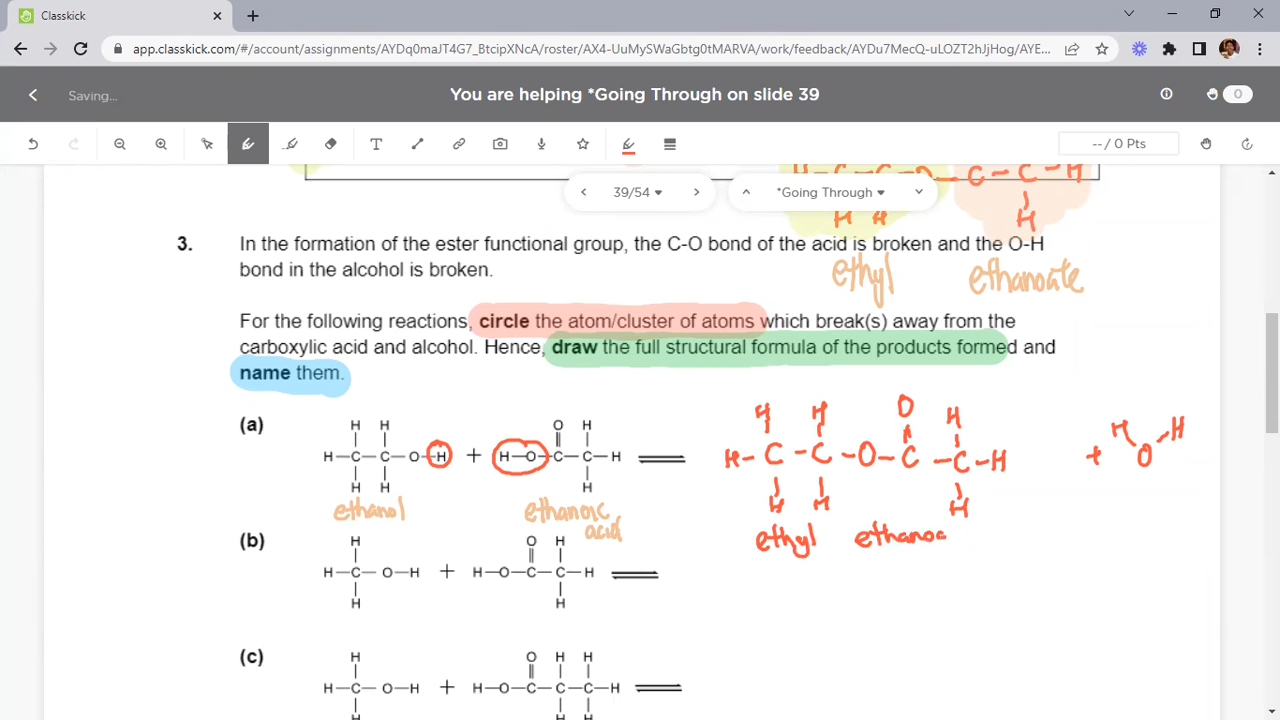 Classkick
app.classkick.com/#/account/assignments/AYDq0maJT4G7_BtcipXNtA/roster/AX4-UuMySWaGbtg0tMARVA/work/feedback/AYDu7MecQ-uLOZT2hJjHog/AYE...
Saving...
You are helping *Going Through on slide 39
0
T
-- / 0 Pts
39/54
*Going Through
H C C O C C H
H H H
ethyl ethanoate
3. In the formation of the ester functional group, the C-O bond of the acid is broken and the O-H
bond in the alcohol is broken.
For the following reactions, circle the atom/cluster of atoms which break(s) away from the
carboxylic acid and alcohol. Hence, draw the full structural formula of the products formed and
name them.
(a)
H H O H
H—C—C—O—H + H—O—C—C—H
H H H
ethanol ethanoic
acid
H H O H
H-C-C-O-C-C-H + H O H
H H H
ethyl ethanoa
(b)
H O H
H—C—O—H + H—O—C—C—H
H H
(c)
H O H H
H—C—O—H + H—O—C—C—C—H
H H H